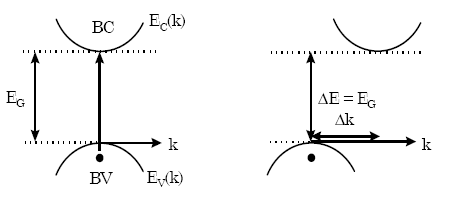 BC
E_C(k)
E_G
k
BV
E_V(k)
ΔE = E_G
Δk
k